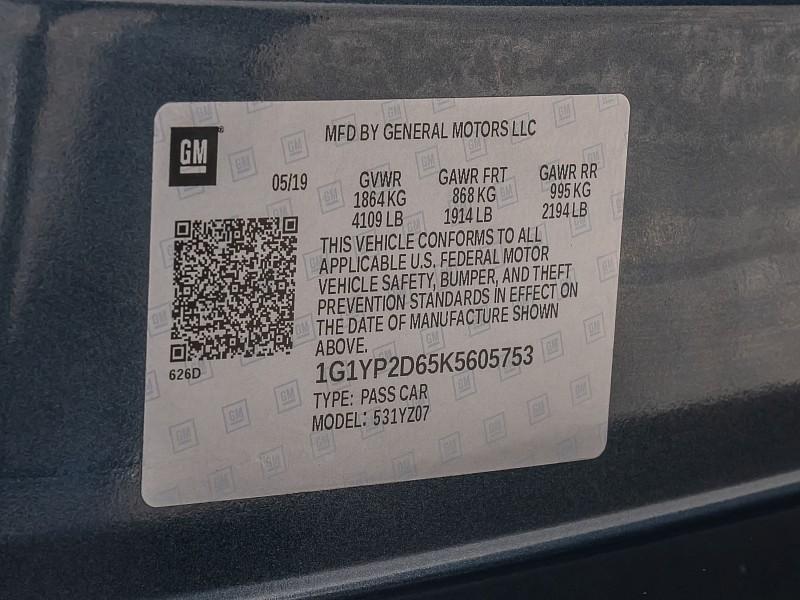 GM
MFD BY GENERAL MOTORS LLC
05/19
GVWR
1864 KG
4109 LB
GAWR FRT
868 KG
1914 LB
GAWR RR
995 KG
2194 LB
THIS VEHICLE CONFORMS TO ALL
APPLICABLE U.S. FEDERAL MOTOR
VEHICLE SAFETY, BUMPER, AND THEFT
PREVENTION STANDARDS IN EFFECT ON
THE DATE OF MANUFACTURE SHOWN
ABOVE.
626D
1G1YP2D65K5605753
TYPE: PASS CAR
MODEL: 531YZ07